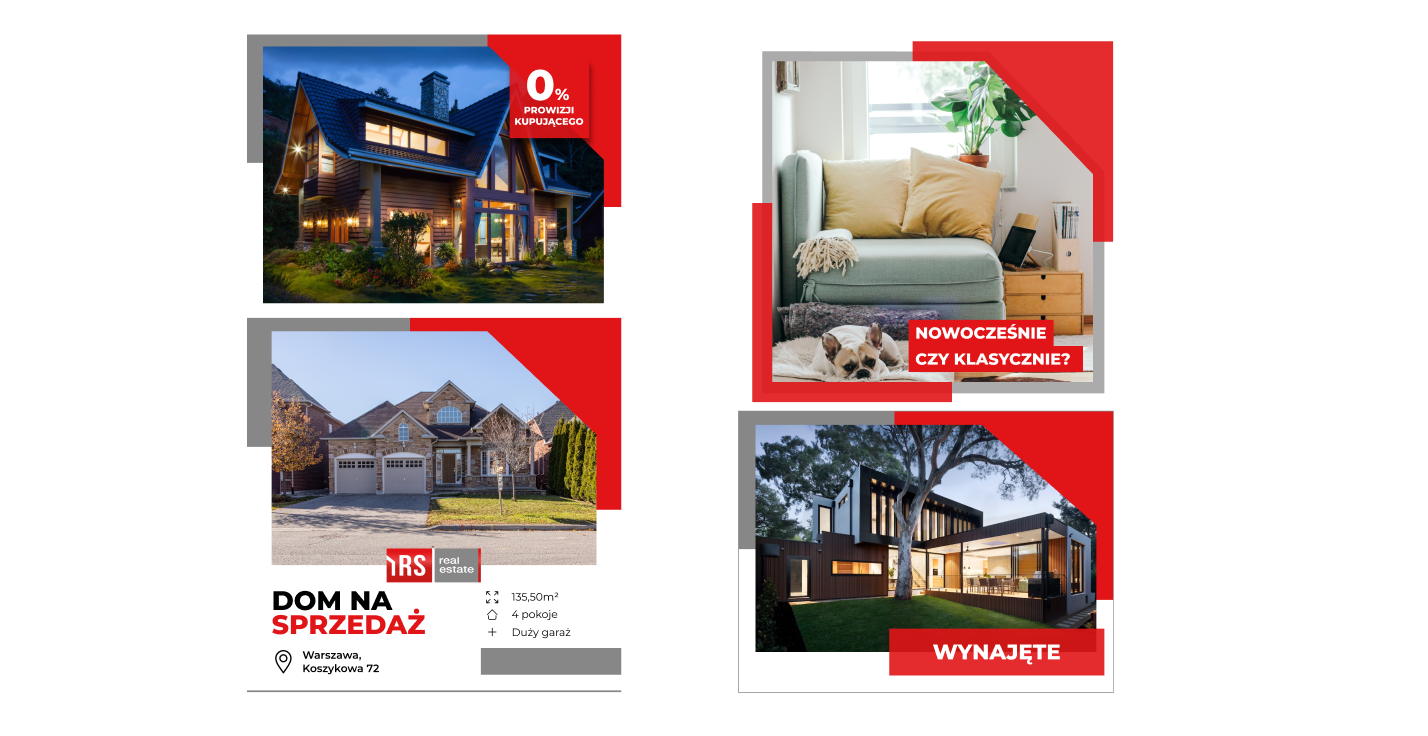 0%
PROWIZJI
KUPUJĄCEGO
RS real
estate
DOM NA
SPRZEDAŻ
135,50m²
4 pokoje
Duży garaż
Warszawa,
Koszykowa 72
NOWOCZEŚNIE
CZY KLASYCZNIE?
WYNAJĘTE